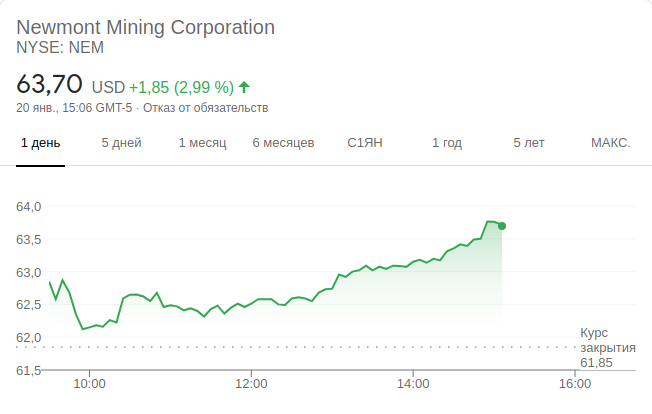 Newmont Mining Corporation
NYSE: NEM
63,70 USD +1,85 (2,99 %)
20 янв., 15:06 GMT-5 · Отказ от обязательств
1 день 5 дней 1 месяц 6 месяцев С1ЯН 1 год 5 лет МАКС.
64,0
63,5
63,0
62,5
62,0
61,5
Курс
закрытия
61,85
10:00 12:00 14:00 16:00